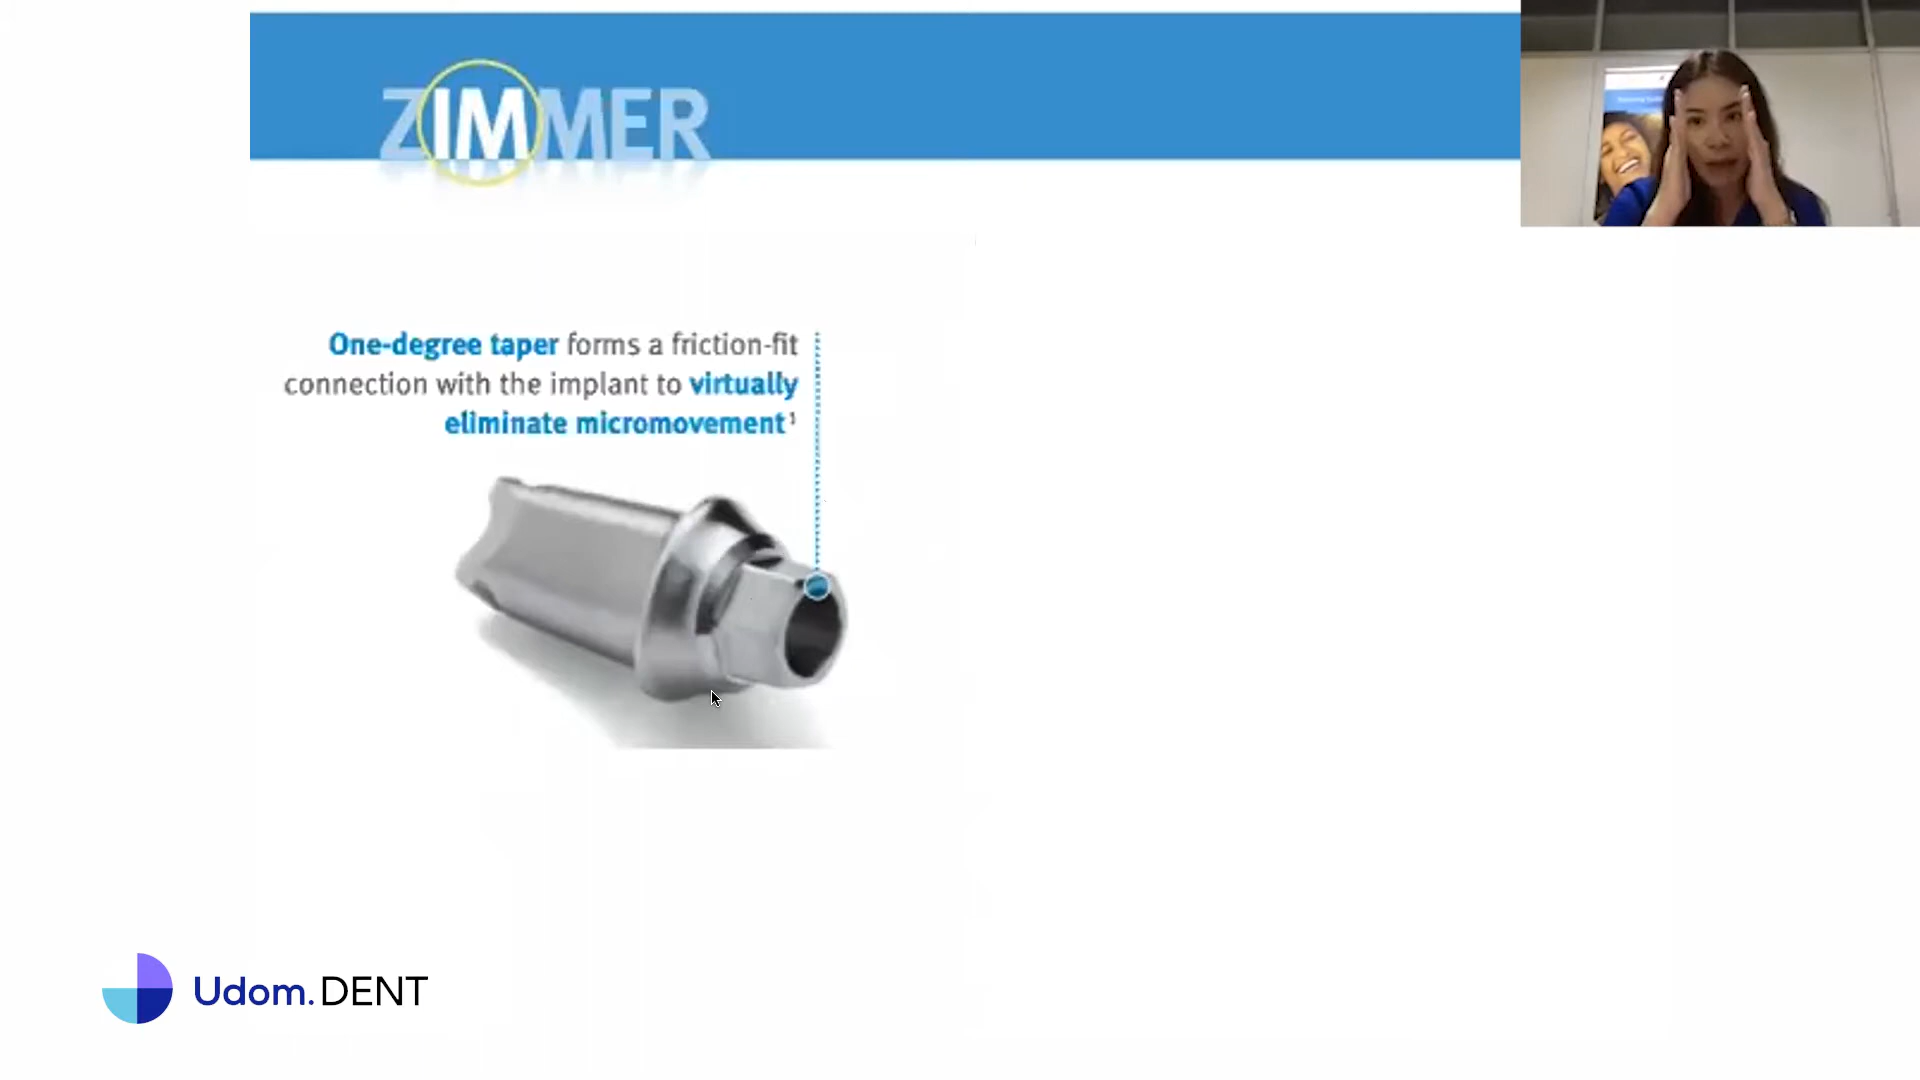 ZIMMER
One-degree taper forms a friction-fit
connection with the implant to virtually
eliminate micromovement¹
Udom.DENT